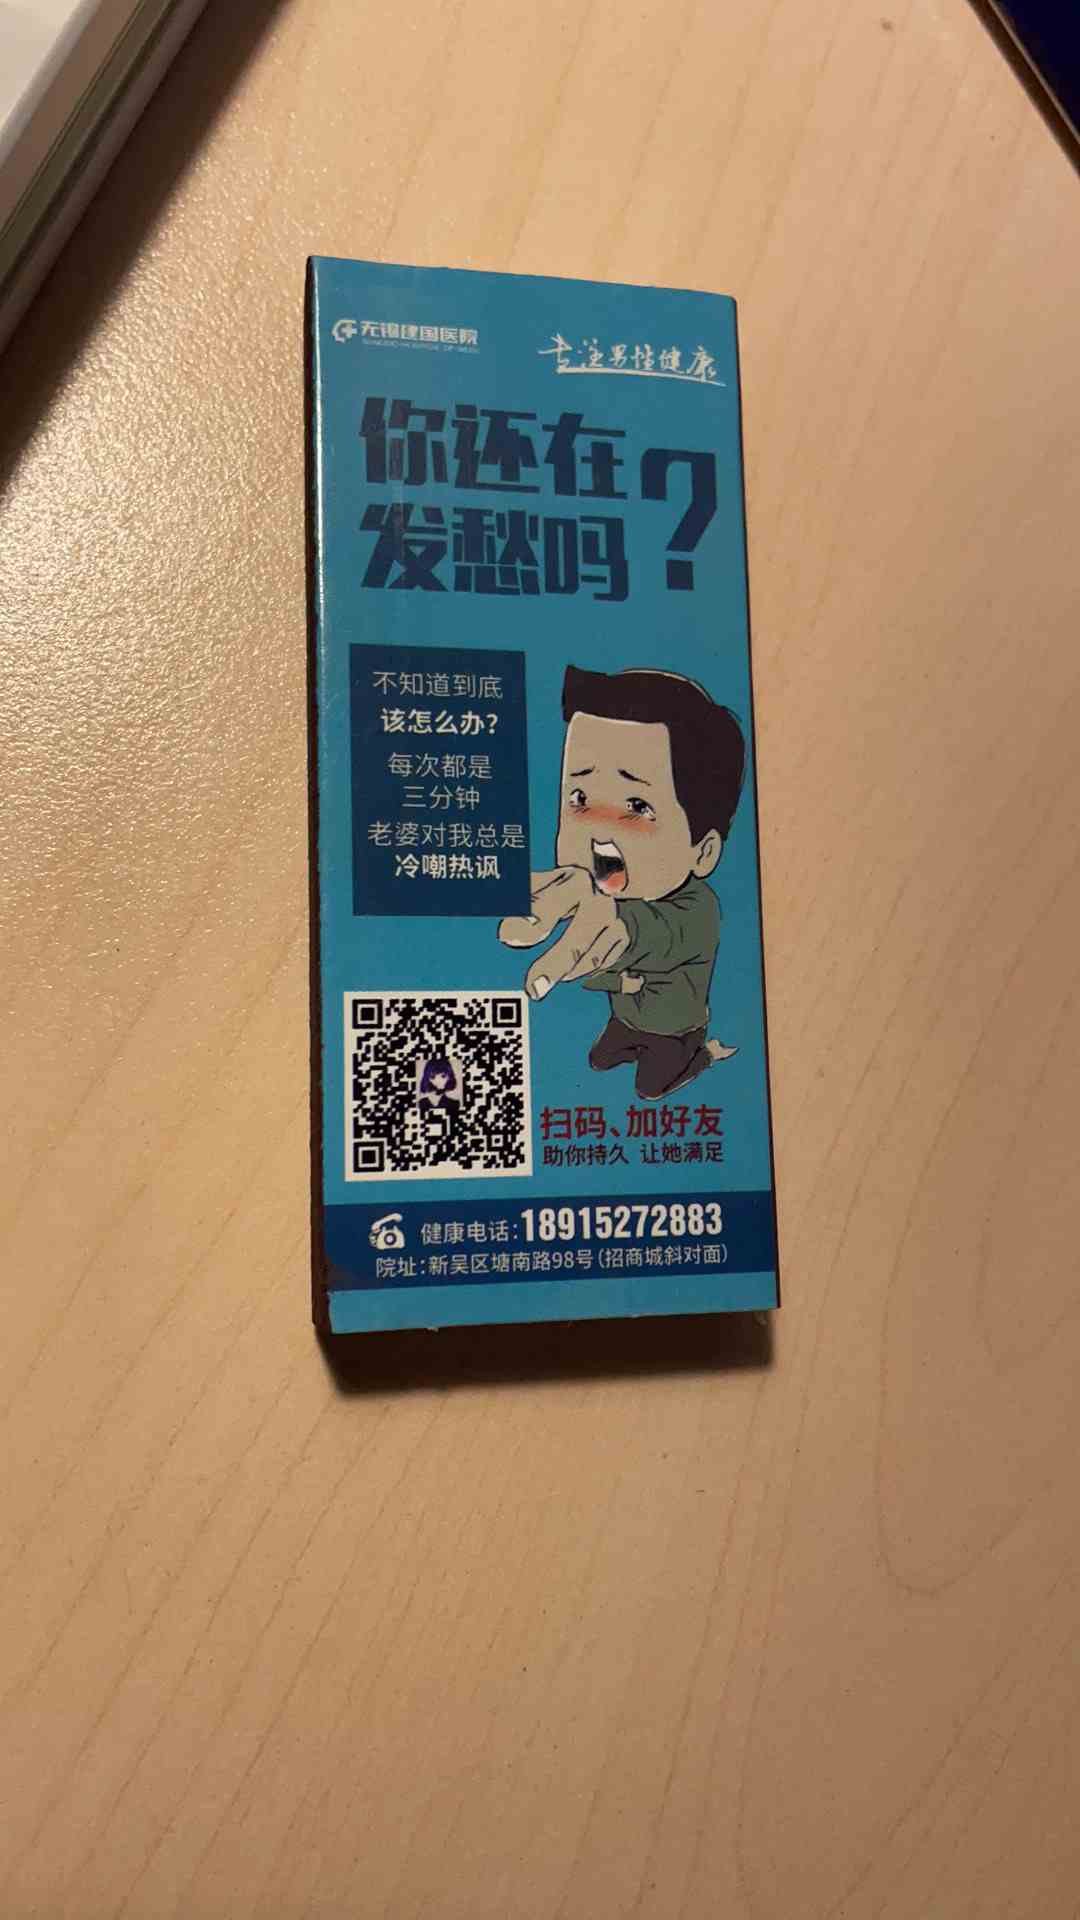 无锡建国医院
专注男性健康
你还在
发愁吗?
不知道到底
该怎么办?
每次都是
三分钟
老婆对我总是
冷嘲热讽
扫码、加好友
助你持久 让她满足
健康电话:18915272883
院址:新吴区塘南路98号(招商城斜对面)